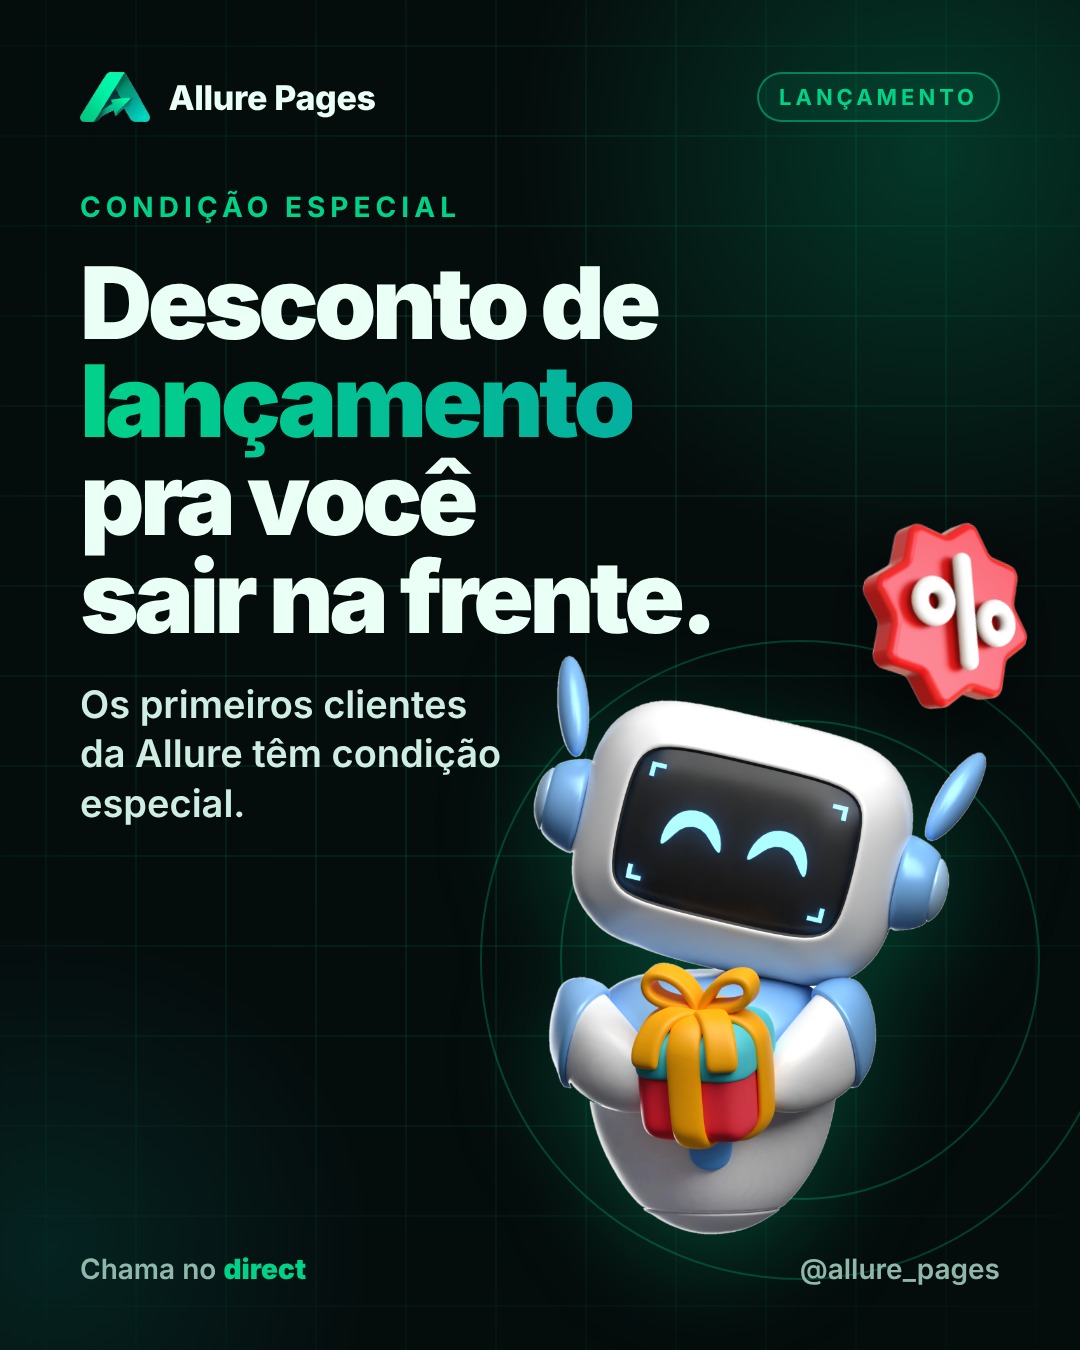 Allure Pages
LANÇAMENTO
CONDIÇÃO ESPECIAL
Desconto de
lançamento
pra você
sair na frente.
Os primeiros clientes
da Allure têm condição
especial.
%
Chama no direct
@allure_pages